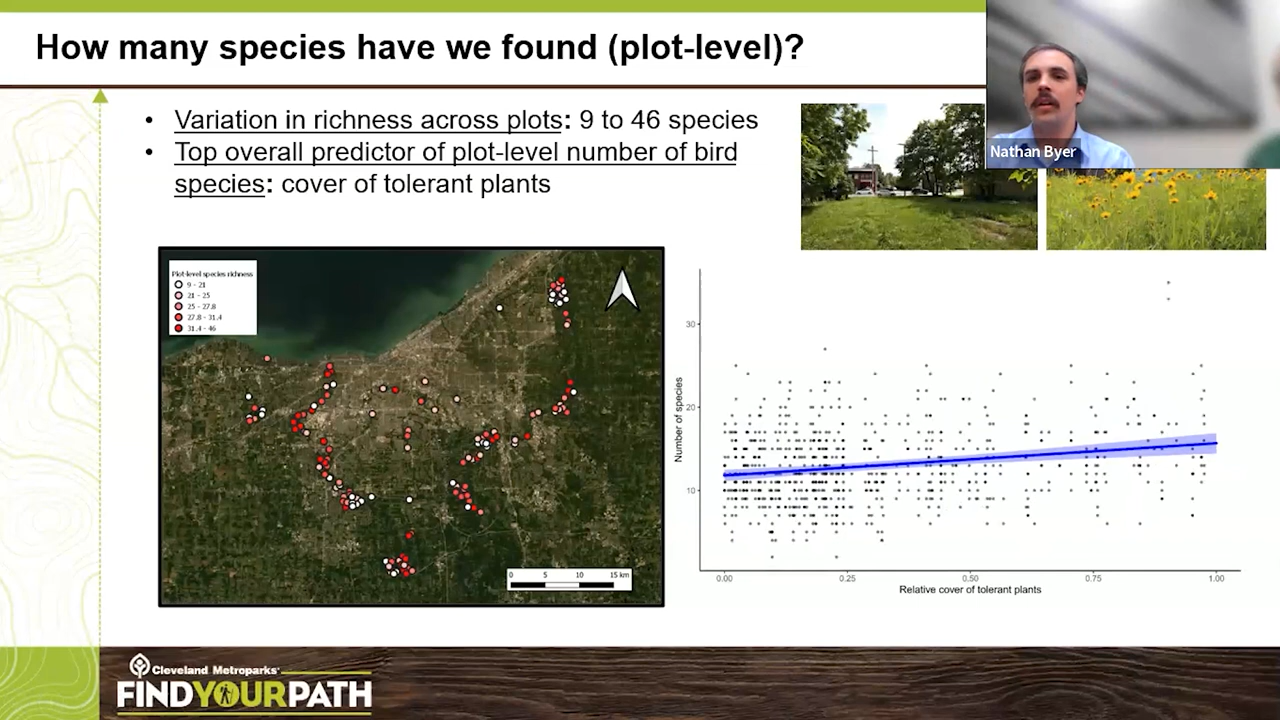 How many species have we found (plot-level)?
Nathan Byer
• Variation in richness across plots: 9 to 46 species
• Top overall predictor of plot-level number of bird
species: cover of tolerant plants
Plot-level species richness
9 - 21
21 - 25
25 - 27.8
27.8 - 31.4
31.4 - 46
0 5 10 15 km
Number of species
30
20
10
0.00 0.25 0.50 0.75 1.00
Relative cover of tolerant plants
Cleveland Metroparks
FINDYOURPATH